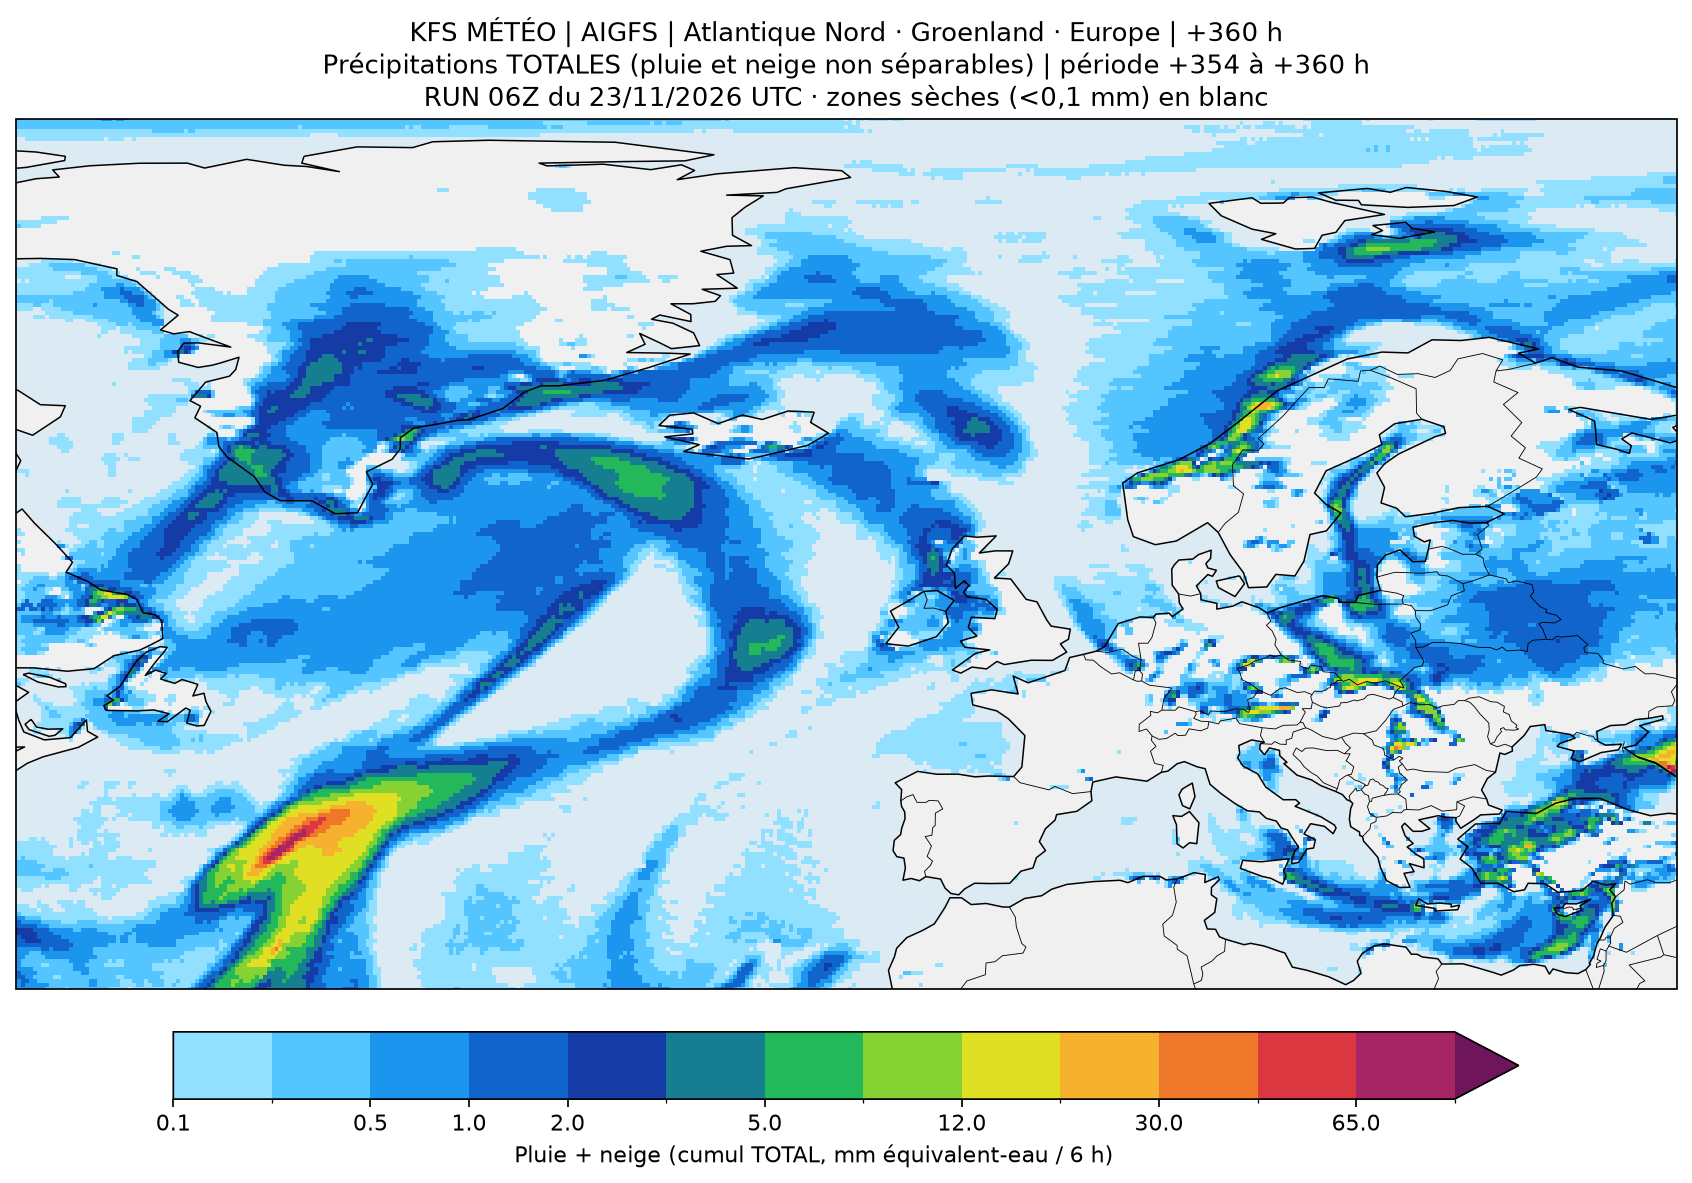 KFS MÉTÉO | AIGFS | Atlantique Nord · Groenland · Europe | +360 h
Précipitations TOTALES (pluie et neige non séparables) | période +354 à +360 h
RUN 06Z du 23/11/2026 UTC · zones sèches (<0,1 mm) en blanc
0.1 0.5 1.0 2.0 5.0 12.0 30.0 65.0
Pluie + neige (cumul TOTAL, mm équivalent-eau / 6 h)